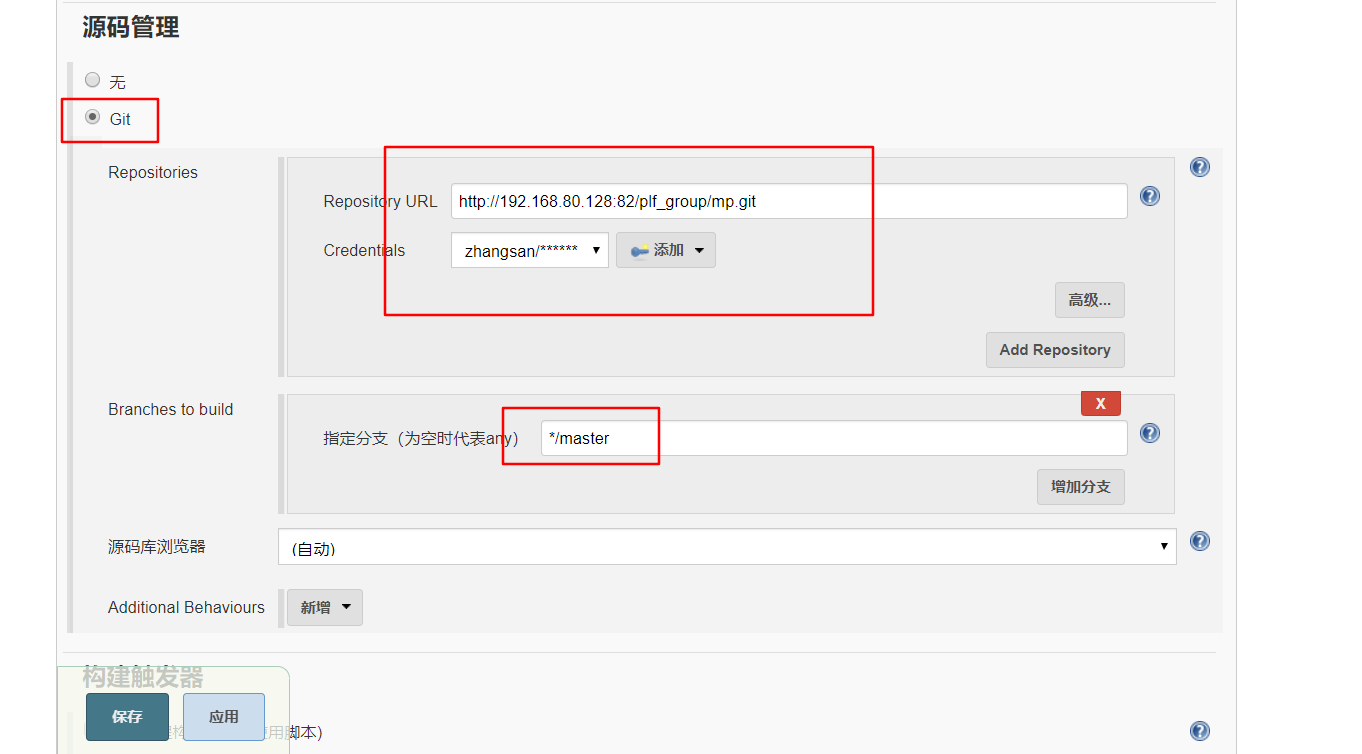 源码管理
无
Git
Repositories
Repository URL http://192.168.80.128:82/plf_group/mp.git
Credentials zhangsan/****** 添加
高级...
Add Repository
Branches to build
X
指定分支（为空时代表any） */master
增加分支
源码库浏览器 (自动)
Additional Behaviours 新增
构建触发器
保存 应用 用脚本)